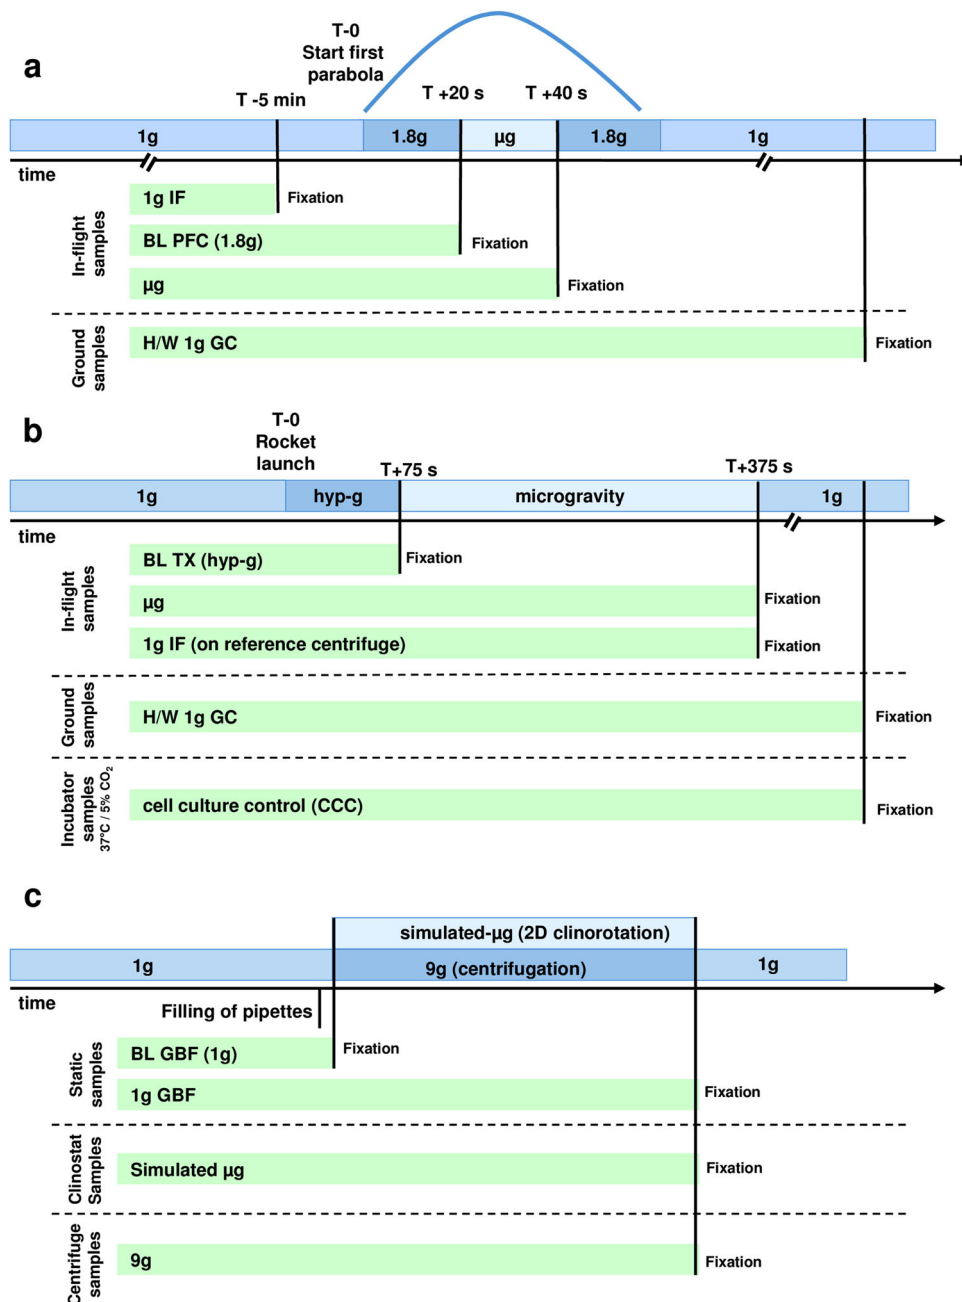 a
T-0
Start first
parabola
T -5 min
T +20 s
T +40 s
1g
1.8g
µg
1.8g
1g
time
In-flight
samples
1g IF
Fixation
BL PFC (1.8g)
Fixation
µg
Fixation
Ground
samples
H/W 1g GC
Fixation
b
T-0
Rocket
launch
T+75 s
T+375 s
1g
hyp-g
microgravity
1g
time
In-flight
samples
BL TX (hyp-g)
Fixation
µg
Fixation
1g IF (on reference centrifuge)
Fixation
Ground
samples
H/W 1g GC
Fixation
Incubator
samples
37°C / 5% CO₂
cell culture control (CCC)
Fixation
c
simulated-µg (2D clinorotation)
1g
9g (centrifugation)
1g
time
Filling of pipettes
Static
samples
BL GBF (1g)
Fixation
1g GBF
Fixation
Clinostat
Samples
Simulated µg
Fixation
Centrifuge
samples
9g
Fixation